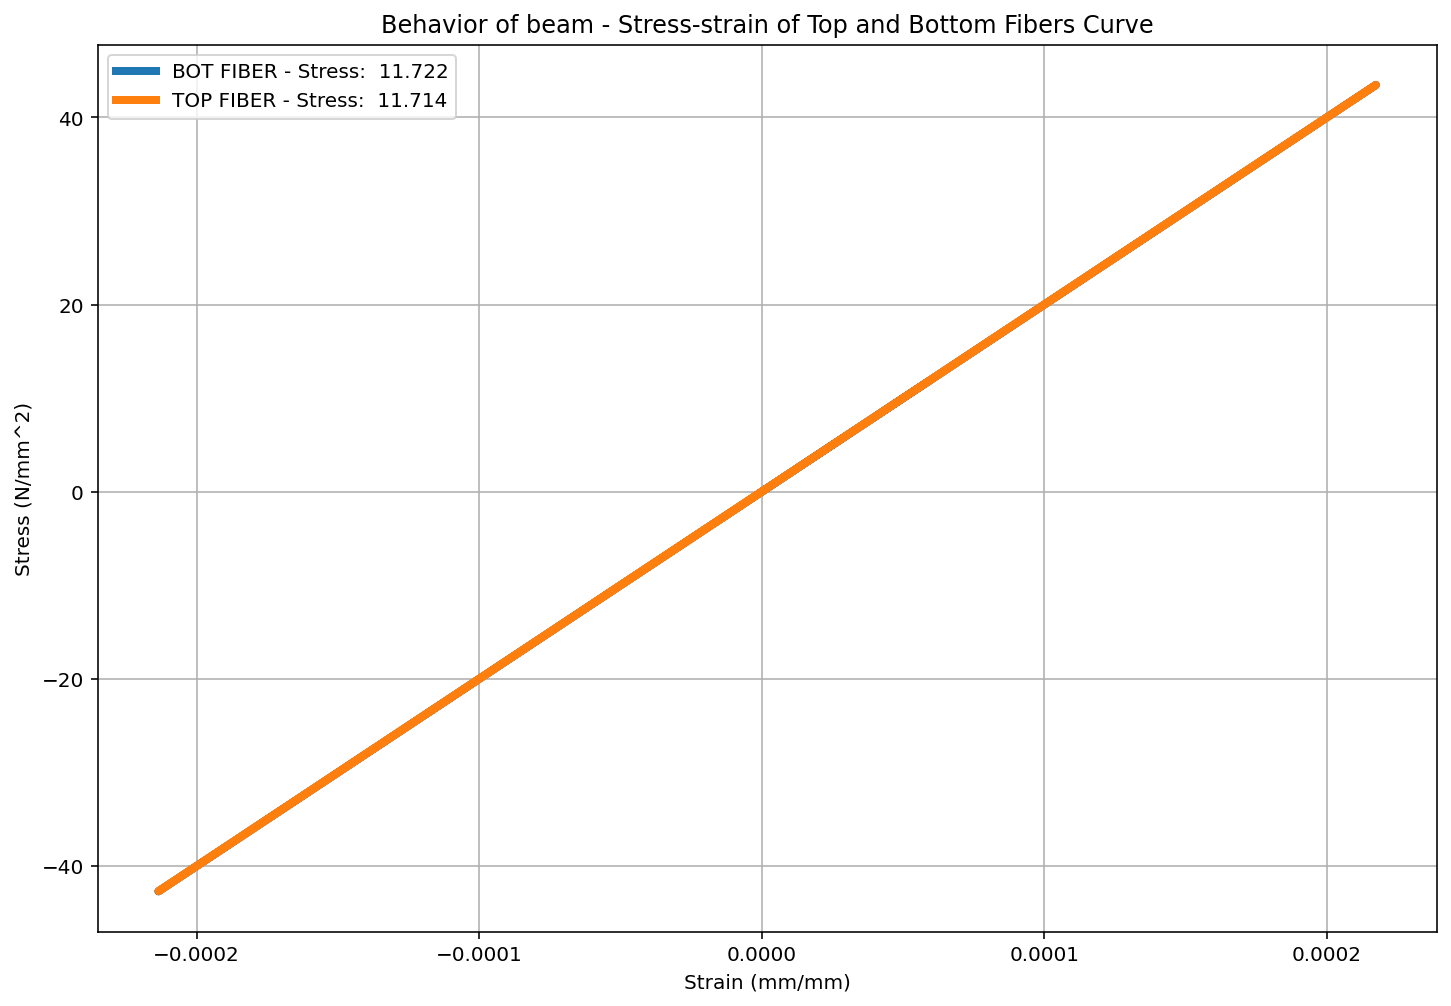 Behavior of beam - Stress-strain of Top and Bottom Fibers Curve
BOT FIBER - Stress:  11.722
TOP FIBER - Stress:  11.714
Stress (N/mm^2)
40
20
0
−20
−40
−0.0002
−0.0001
0.0000
0.0001
0.0002
Strain (mm/mm)